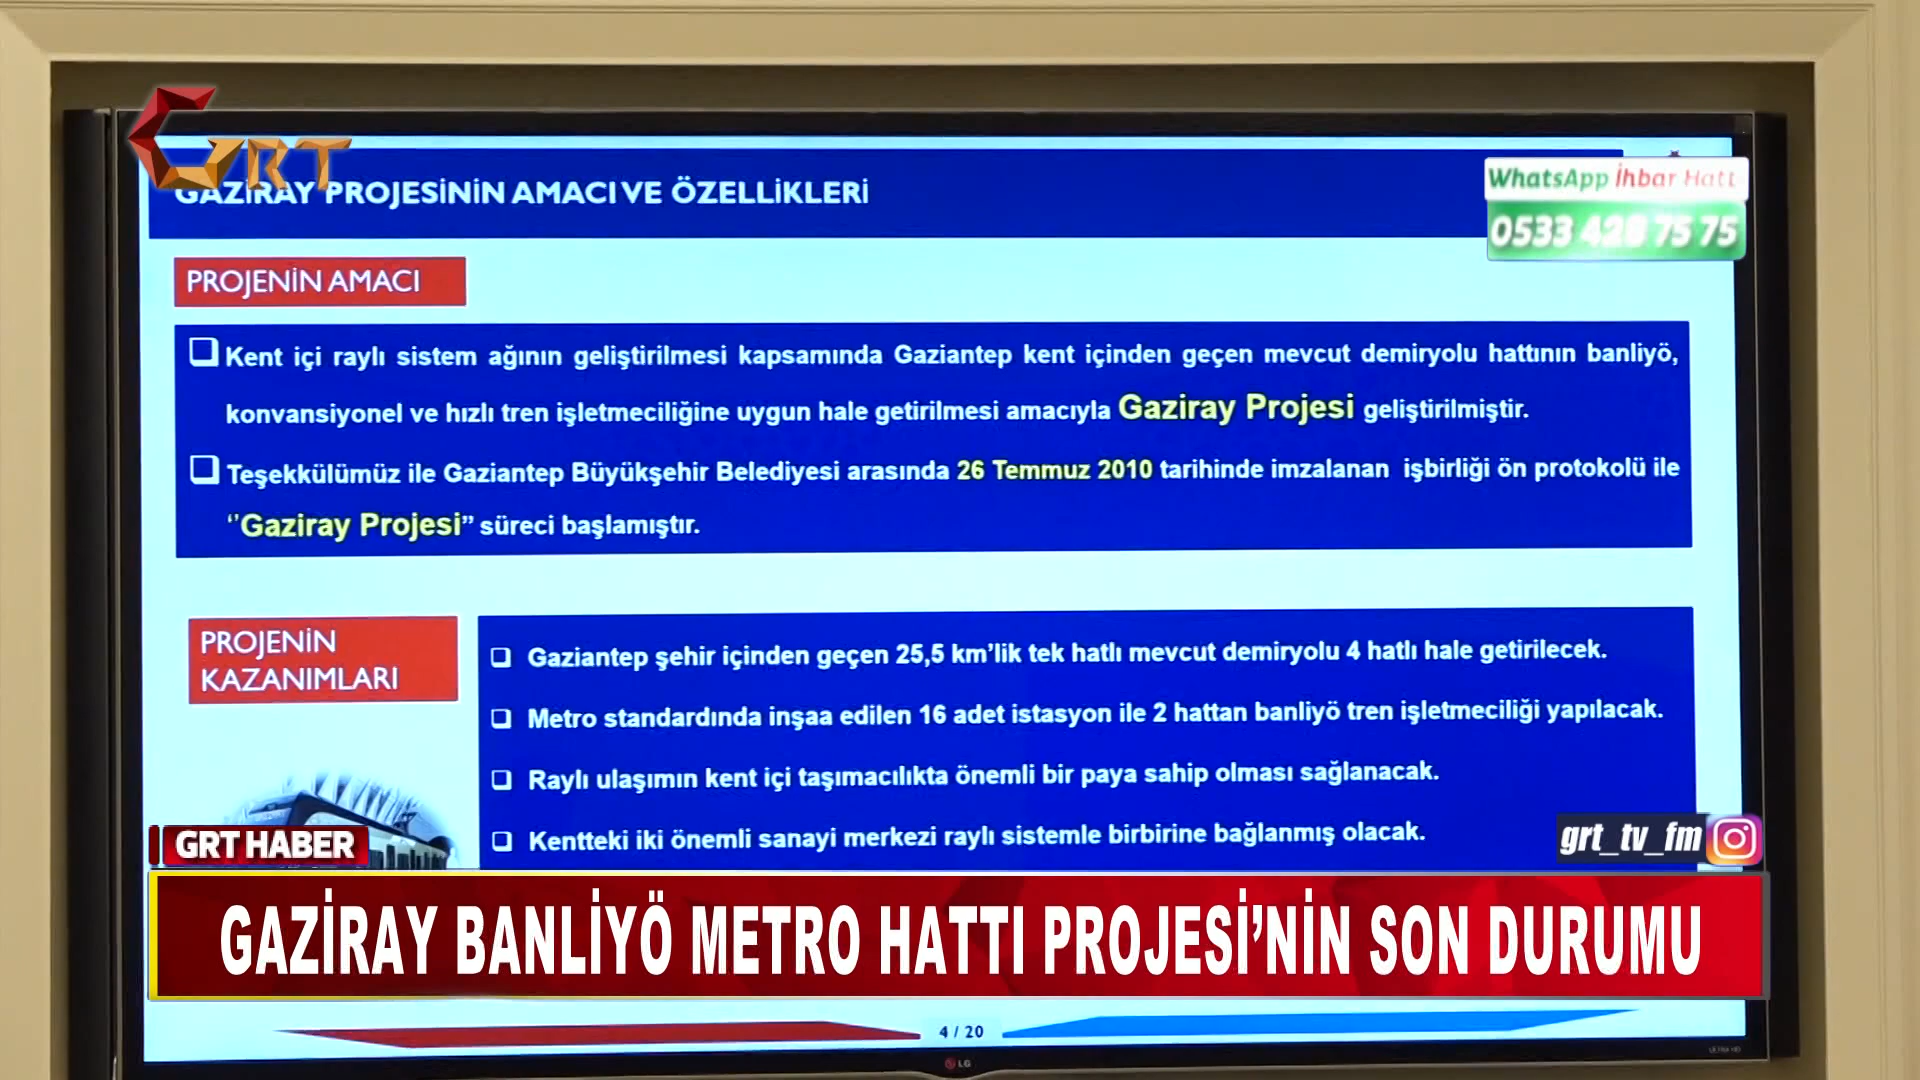 GRT
GAZİRAY PROJESİNİN AMACI VE ÖZELLİKLERİ
WhatsApp İhbar Hattı
0533 428 75 75
PROJENİN AMACI
❑ Kent içi raylı sistem ağının geliştirilmesi kapsamında Gaziantep kent içinden geçen mevcut demiryolu hattının banliyö,
konvansiyonel ve hızlı tren işletmeciliğine uygun hale getirilmesi amacıyla Gaziray Projesi geliştirilmiştir.
❑ Teşekkülümüz ile Gaziantep Büyükşehir Belediyesi arasında 26 Temmuz 2010 tarihinde imzalanan işbirliği ön protokolü ile
‘’Gaziray Projesi” süreci başlamıştır.
PROJENİN
KAZANIMLARI
❑ Gaziantep şehir içinden geçen 25,5 km’lik tek hatlı mevcut demiryolu 4 hatlı hale getirilecek.
❑ Metro standardında inşaa edilen 16 adet istasyon ile 2 hattan banliyö tren işletmeciliği yapılacak.
❑ Raylı ulaşımın kent içi taşımacılıkta önemli bir paya sahip olması sağlanacak.
❑ Kentteki iki önemli sanayi merkezi raylı sistemle birbirine bağlanmış olacak.
grt_tv_fm
GRT HABER
GAZİRAY BANLİYÖ METRO HATTI PROJESİ’NİN SON DURUMU
4 / 20
LG
ULTRA HD